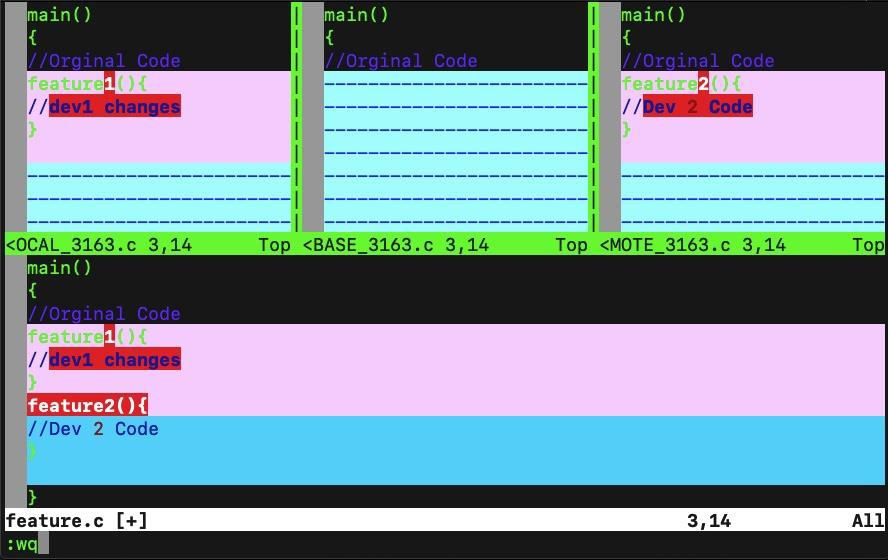 main()
{
//Orginal Code
feature1(){
//dev1 changes
}
<OCAL_3163.c 3,14 Top
main()
{
//Orginal Code
<BASE_3163.c 3,14 Top
main()
{
//Orginal Code
feature2(){
//Dev 2 Code
}
<MOTE_3163.c 3,14 Top
main()
{
//Orginal Code
feature1(){
//dev1 changes
}
feature2(){
//Dev 2 Code
}
}
feature.c [+] 3,14 All
:wq